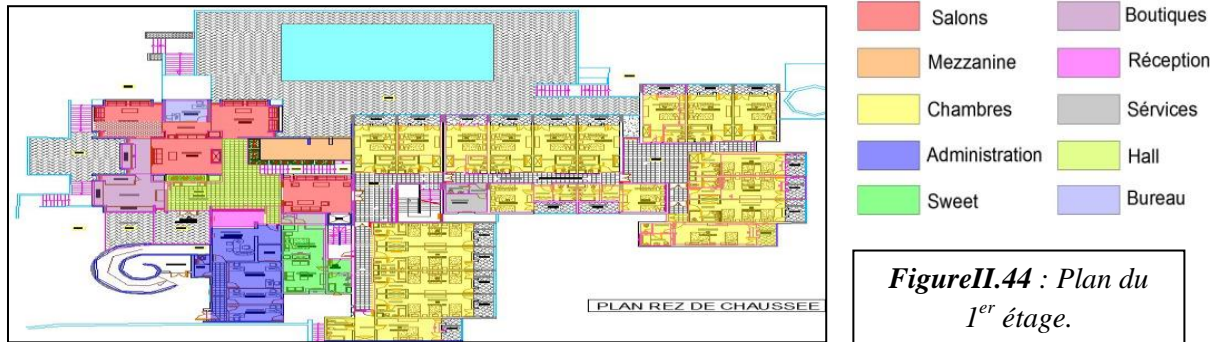 PLAN REZ DE CHAUSSEE
Salons
Mezzanine
Chambres
Administration
Sweet
Boutiques
Réception
Sérvices
Hall
Bureau
FigureII.44 : Plan du
1er étage.